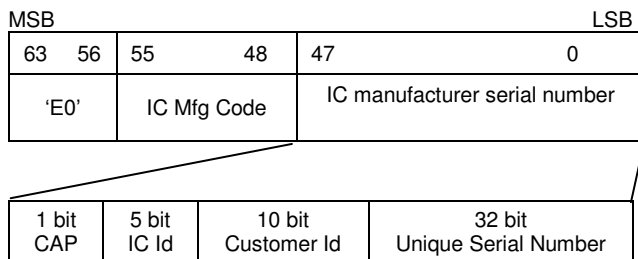 MSB LSB
63 56 55 48 47 0
‘E0’ IC Mfg Code IC manufacturer serial number
1 bit 5 bit 10 bit 32 bit
CAP IC Id Customer Id Unique Serial Number